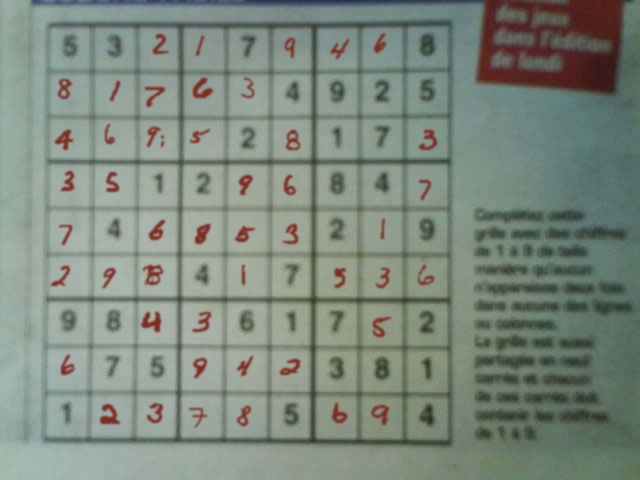 des jeux
dans l'édition
de lundi
5 3 2 1 7 9 4 6 8
8 1 7 6 3 4 9 2 5
4 6 9 5 2 8 1 7 3
3 5 1 2 9 6 8 4 7
7 4 6 8 5 3 2 1 9
2 9 8 4 1 7 5 3 6
9 8 4 3 6 1 7 5 2
6 7 5 9 4 2 3 8 1
1 2 3 7 8 5 6 9 4
Complétez cette
grille avec des chiffres
de 1 à 9 de telle
manière qu'aucun
n'apparaisse deux fois
dans aucune des lignes
ou colonnes.
La grille est aussi
partagée en neuf
carrés et chacun
de ces carrés doit
contenir les chiffres
de 1 à 9.